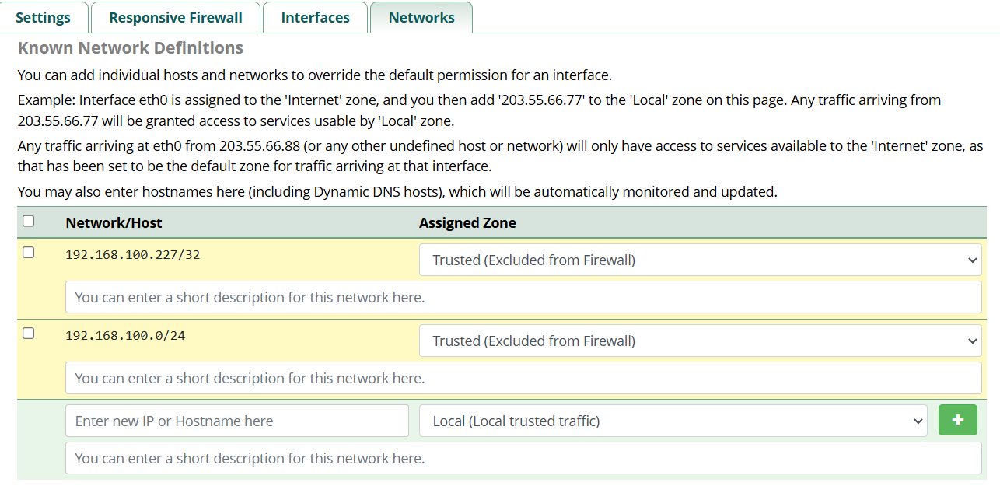 Settings
Responsive Firewall
Interfaces
Networks
Known Network Definitions
You can add individual hosts and networks to override the default permission for an interface.
Example: Interface eth0 is assigned to the 'Internet' zone, and you then add '203.55.66.77' to the 'Local' zone on this page. Any traffic arriving from
203.55.66.77 will be granted access to services usable by 'Local' zone.
Any traffic arriving at eth0 from 203.55.66.88 (or any other undefined host or network) will only have access to services available to the 'Internet' zone, as
that has been set to be the default zone for traffic arriving at that interface.
You may also enter hostnames here (including Dynamic DNS hosts), which will be automatically monitored and updated.
Network/Host
Assigned Zone
192.168.100.227/32
Trusted (Excluded from Firewall)
You can enter a short description for this network here.
192.168.100.0/24
Trusted (Excluded from Firewall)
You can enter a short description for this network here.
Enter new IP or Hostname here
Local (Local trusted traffic)
You can enter a short description for this network here.